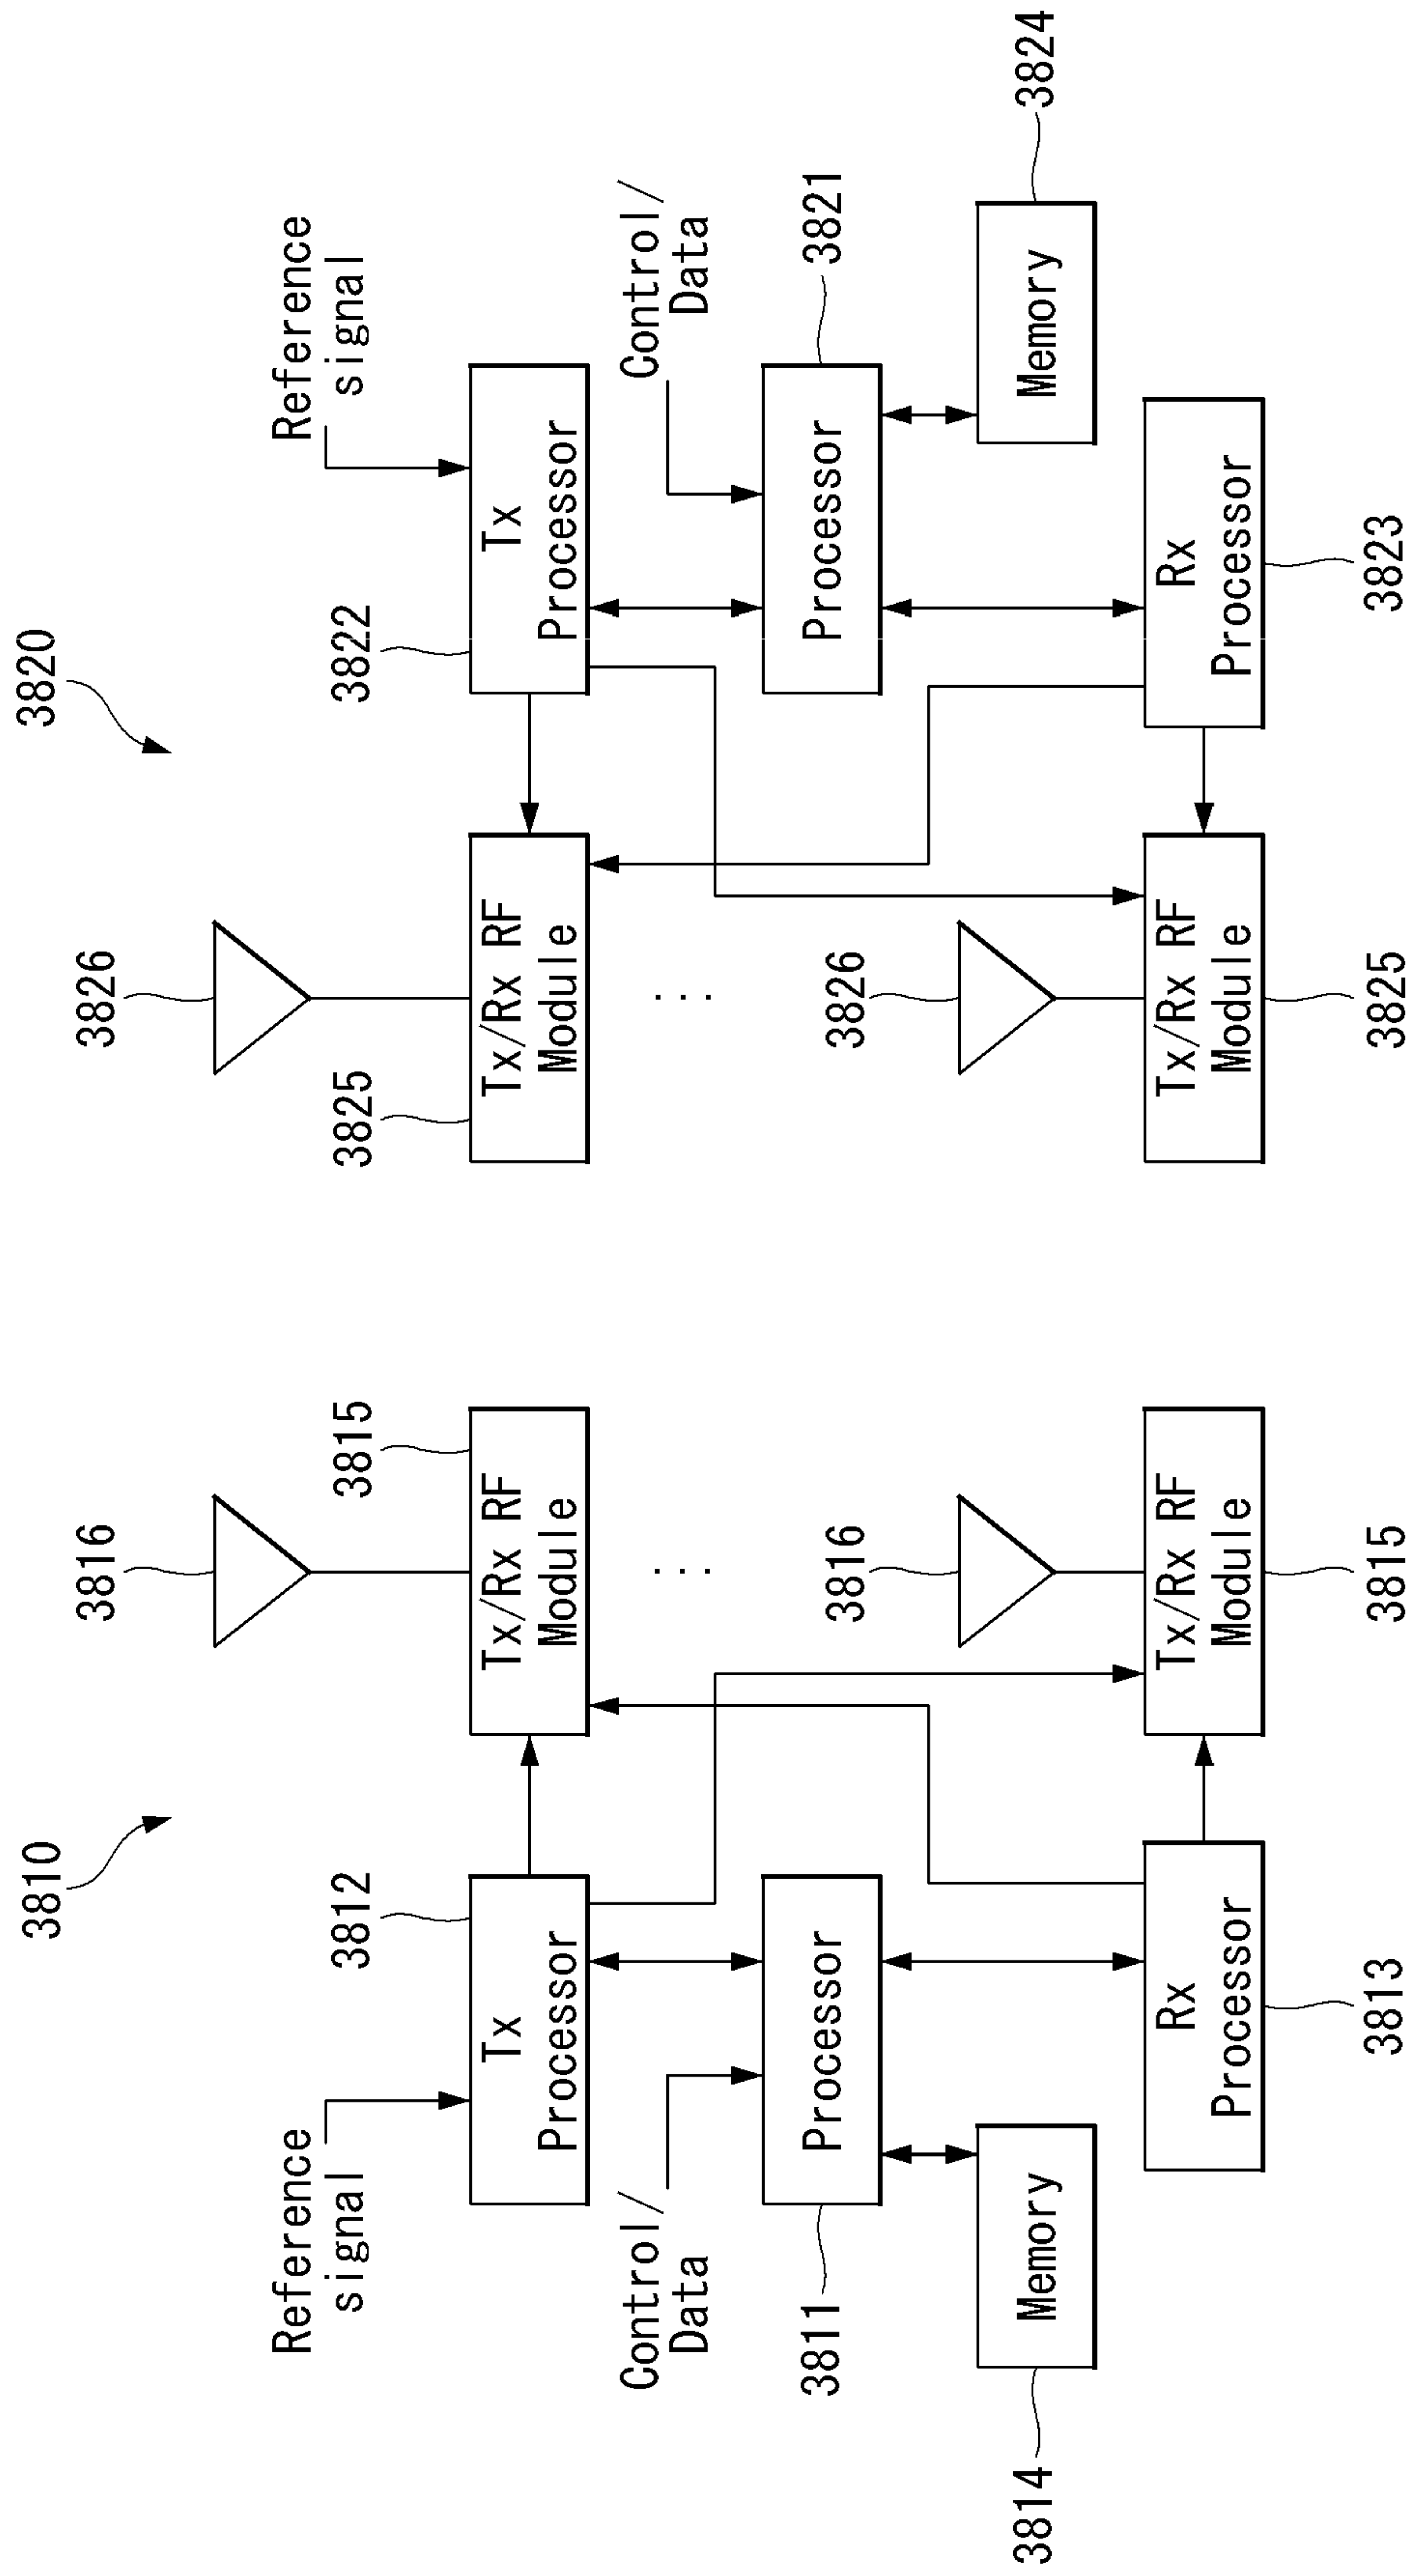 3810
3820
Reference
signal
3812
3816
3815
3826
3825
3822
Reference
signal
Tx
Processor
Tx/Rx RF
Module
Tx/Rx RF
Module
Tx
Processor
Control/
Data
...
...
Control/
Data
3811
Processor
3816
3826
Processor
3821
3814
Memory
Memory
3824
Rx
Processor
Tx/Rx RF
Module
Tx/Rx RF
Module
Rx
Processor
3813
3815
3825
3823